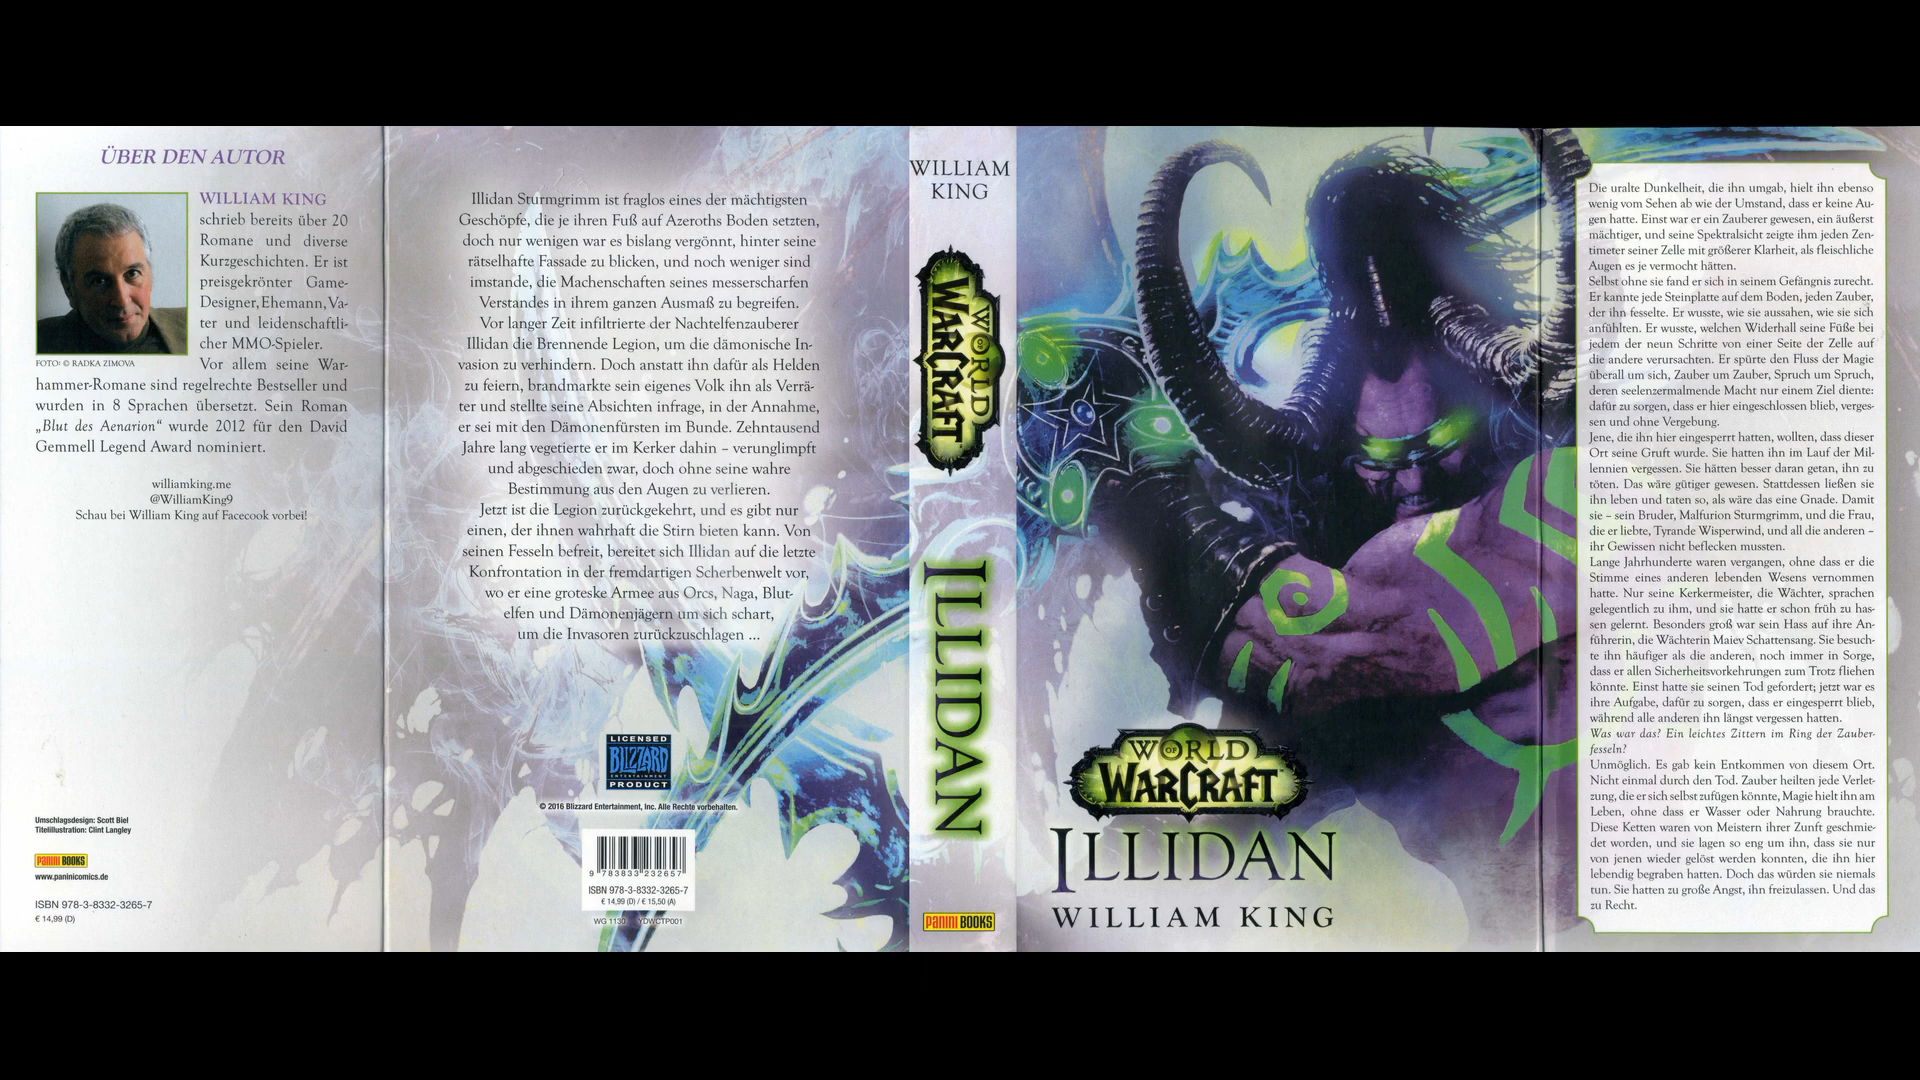 ÜBER DEN AUTOR
WILLIAM KING
schrieb bereits über 20
Romane und diverse
Kurzgeschichten. Er ist
preisgekrönter Game-
Designer, Ehemann, Va-
ter und leidenschaftli-
cher MMO-Spieler.
Vor allem seine War-
hammer-Romane sind regelrechte Bestseller und
wurden in 8 Sprachen übersetzt. Sein Roman
„Blut des Aenarion“ wurde 2012 für den David
Gemmell Legend Award nominiert.
FOTO: © RADKA ZIMOVA
williamking.me
@WilliamKing9
Schau bei William King auf Facecook vorbei!
Umschlagsdesign: Scott Biel
Titelillustration: Clint Langley
PANINI BOOKS
www.paninicomics.de
ISBN 978-3-8332-3265-7
€ 14,99 (D)
Illidan Sturmgrimm ist fraglos eines der mächtigsten
Geschöpfe, die je ihren Fuß auf Azeroths Boden setzten,
doch nur wenigen war es bislang vergönnt, hinter seine
rätselhafte Fassade zu blicken, und noch weniger sind
imstande, die Machenschaften seines messerscharfen
Verstandes in ihrem ganzen Ausmaß zu begreifen.
Vor langer Zeit infiltrierte der Nachtelfenzauberer
Illidan die Brennende Legion, um die dämonische In-
vasion zu verhindern. Doch anstatt ihn dafür als Helden
zu feiern, brandmarkte sein eigenes Volk ihn als Verrä-
ter und stellte seine Absichten infrage, in der Annahme,
er sei mit den Dämonenfürsten im Bunde. Zehntausend
Jahre lang vegetierte er im Kerker dahin – verunglimpft
und abgeschieden zwar, doch ohne seine wahre
Bestimmung aus den Augen zu verlieren.
Jetzt ist die Legion zurückgekehrt, und es gibt nur
einen, der ihnen wahrhaft die Stirn bieten kann. Von
seinen Fesseln befreit, bereitet sich Illidan auf die letzte
Konfrontation in der fremdartigen Scherbenwelt vor,
wo er eine groteske Armee aus Orcs, Naga, Blut-
elfen und Dämonenjägern um sich schart,
um die Invasoren zurückzuschlagen ...
LICENSED
BLIZZARD
ENTERTAINMENT
PRODUCT
© 2016 Blizzard Entertainment, Inc. Alle Rechte vorbehalten.
9 783833 232657
ISBN 978-3-8332-3265-7
€ 14,99 (D) / € 15,50 (A)
WG 1130 YDWCTP001
WILLIAM
KING
WORLD
OF
WARCRAFT
ILLIDAN
PANINI BOOKS
WORLD
OF
WARCRAFT
ILLIDAN
WILLIAM KING
Die uralte Dunkelheit, die ihn umgab, hielt ihn ebenso
wenig vom Sehen ab wie der Umstand, dass er keine Au-
gen hatte. Einst war er ein Zauberer gewesen, ein äußerst
mächtiger, und seine Spektralsicht zeigte ihm jeden Zen-
timeter seiner Zelle mit größerer Klarheit, als fleischliche
Augen es je vermocht hätten.
Selbst ohne sie fand er sich in seinem Gefängnis zurecht.
Er kannte jede Steinplatte auf dem Boden, jeden Zauber,
der ihn fesselte. Er wusste, wie sie aussahen, wie sie sich
anfühlten. Er wusste, welchen Widerhall seine Füße bei
jedem der neun Schritte von einer Seite der Zelle auf
die andere verursachten. Er spürte den Fluss der Magie
überall um sich, Zauber um Zauber, Spruch um Spruch,
deren seelenzermalmende Macht nur einem Ziel diente:
dafür zu sorgen, dass er hier eingeschlossen blieb, verges-
sen und ohne Vergebung.
Jene, die ihn hier eingesperrt hatten, wollten, dass dieser
Ort seine Gruft wurde. Sie hatten ihn im Lauf der Mil-
lennien vergessen. Sie hätten besser daran getan, ihn zu
töten. Das wäre gütiger gewesen. Stattdessen ließen sie
ihn leben und taten so, als wäre das eine Gnade. Damit
sie – sein Bruder, Malfurion Sturmgrimm, und die Frau,
die er liebte, Tyrande Wisperwind, und all die anderen –
ihr Gewissen nicht beflecken mussten.
Lange Jahrhunderte waren vergangen, ohne dass er die
Stimme eines anderen lebenden Wesens vernommen
hatte. Nur seine Kerkermeister, die Wächter, sprachen
gelegentlich zu ihm, und sie hatte er schon früh zu has-
sen gelernt. Besonders groß war sein Hass auf ihre An-
führerin, die Wächterin Maiev Schattensang. Sie besuch-
te ihn häufiger als die anderen, noch immer in Sorge,
dass er allen Sicherheitsvorkehrungen zum Trotz fliehen
könnte. Einst hatte sie seinen Tod gefordert; jetzt war es
ihre Aufgabe, dafür zu sorgen, dass er eingesperrt blieb,
während alle anderen ihn längst vergessen hatten.
Was war das? Ein leichtes Zittern im Ring der Zauber-
fesseln?
Unmöglich. Es gab kein Entkommen von diesem Ort.
Nicht einmal durch den Tod. Zauber heilten jede Verlet-
zung, die er sich selbst zufügen könnte, Magie hielt ihn am
Leben, ohne dass er Wasser oder Nahrung brauchte.
Diese Ketten waren von Meistern ihrer Zunft geschmie-
det worden, und sie lagen so eng um ihn, dass sie nur
von jenen wieder gelöst werden konnten, die ihn hier
lebendig begraben hatten. Doch das würden sie niemals
tun. Sie hatten zu große Angst, ihn freizulassen. Und das
zu Recht.